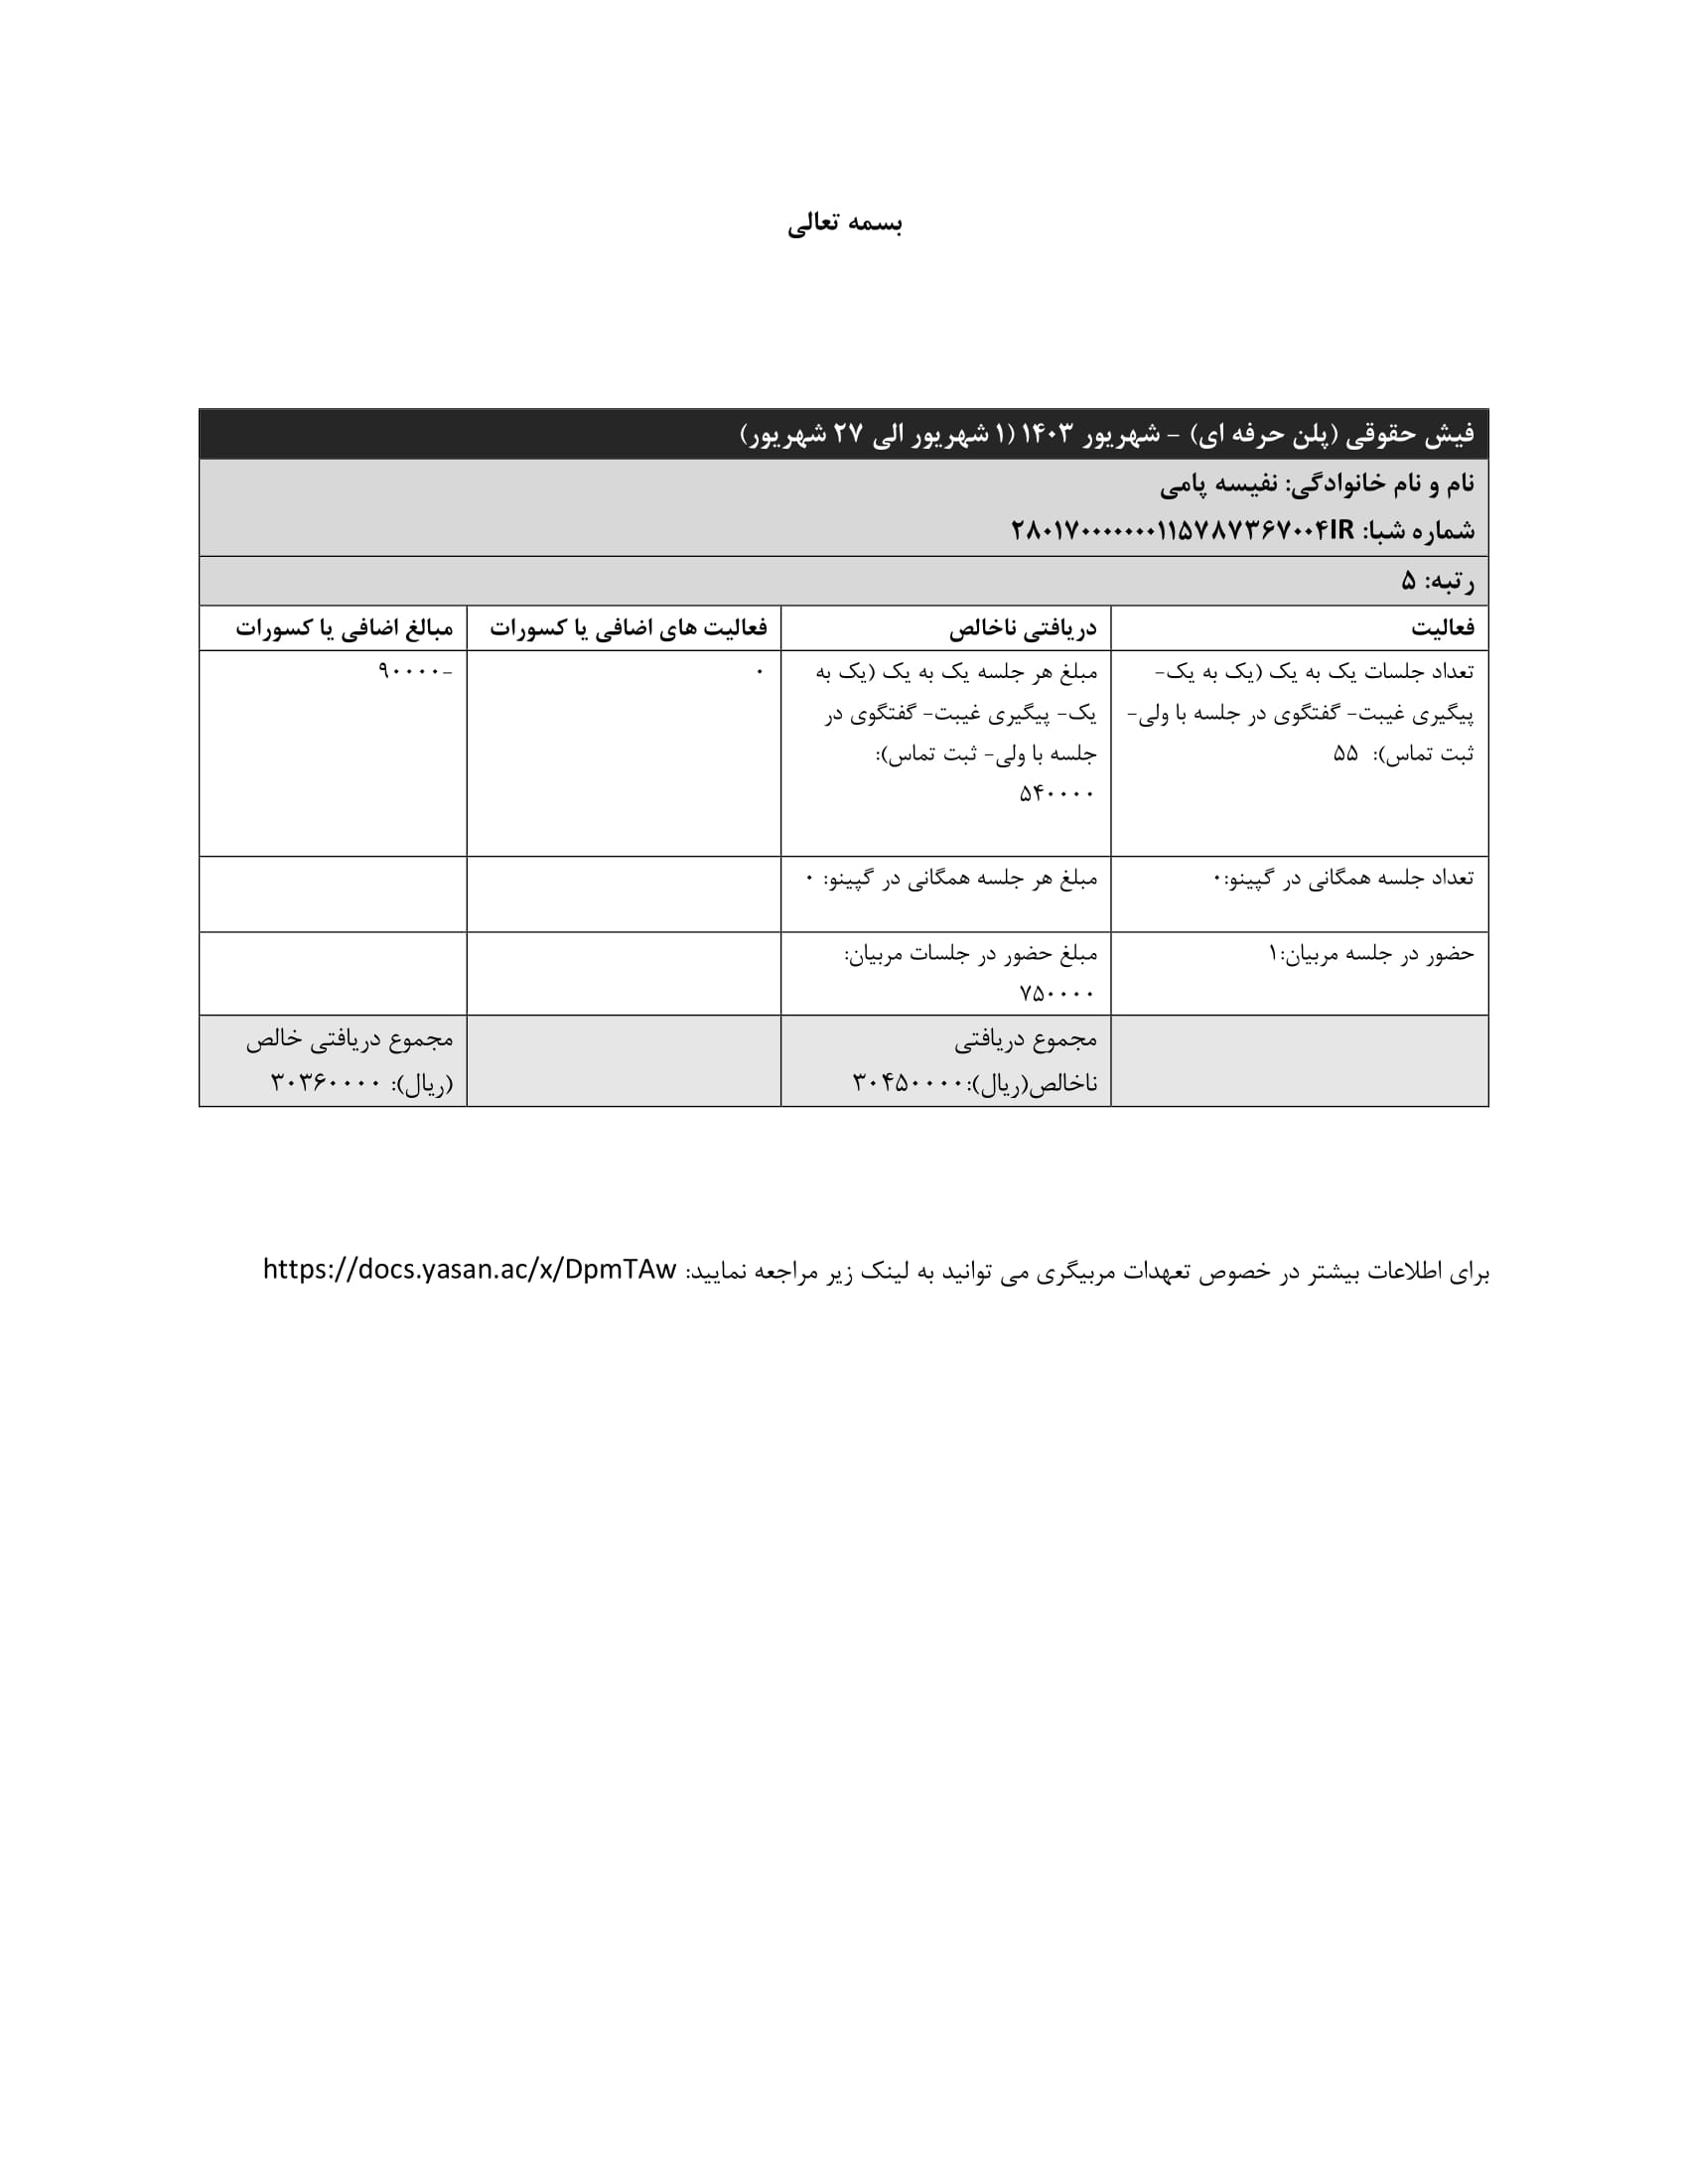 بسمه تعالی
فیش حقوقی (پلن حرفه ای) – شهریور ۱۴۰۳ (۱ شهریور الی ۲۷ شهریور)
نام و نام خانوادگی: نفیسه پامی
شماره شبا: ۲۸۰۱۷۰۰۰۰۰۰۰۱۱۵۷۸۷۳۶۷۰۰۴IR
رتبه: ۵
فعالیت
دریافتی ناخالص
فعالیت های اضافی یا کسورات
مبالغ اضافی یا کسورات
تعداد جلسات یک به یک (یک به یک-
پیگیری غیبت- گفتگوی در جلسه با ولی-
ثبت تماس): ۵۵
مبلغ هر جلسه یک به یک (یک به
یک- پیگیری غیبت- گفتگوی در
جلسه با ولی- ثبت تماس):
۵۴۰۰۰۰
۰
-۹۰۰۰۰
تعداد جلسه همگانی در گپینو:۰
مبلغ هر جلسه همگانی در گپینو: ۰
حضور در جلسه مربیان:۱
مبلغ حضور در جلسات مربیان:
۷۵۰۰۰۰
مجموع دریافتی
ناخالص(ریال):۳۰۴۵۰۰۰۰
مجموع دریافتی خالص
(ریال): ۳۰۳۶۰۰۰۰
برای اطلاعات بیشتر در خصوص تعهدات مربیگری می توانید به لینک زیر مراجعه نمایید: https://docs.yasan.ac/x/DpmTAw